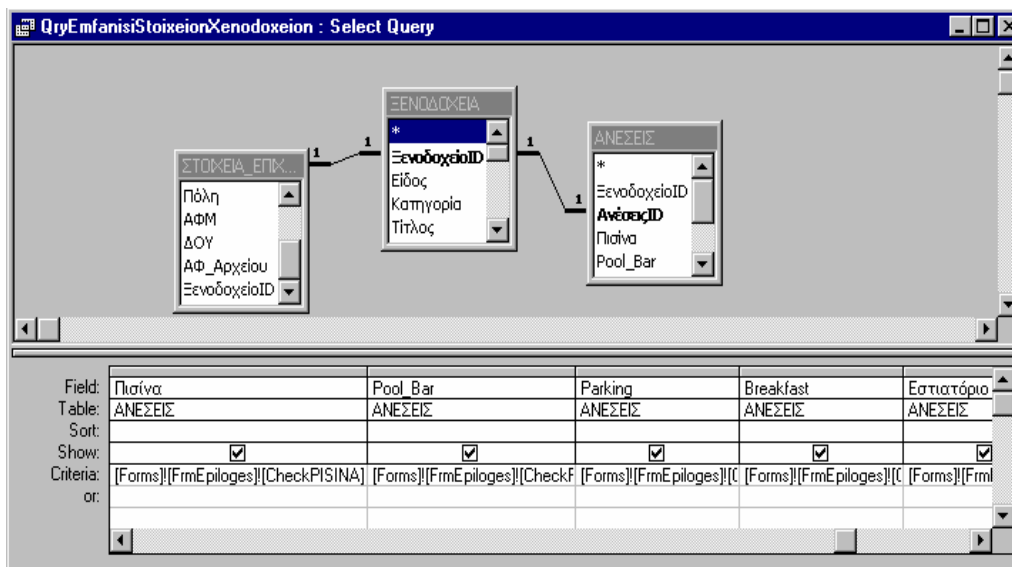 QryEmfanisiStoixeionXenodoxeion : Select Query
ΞΕΝΟΔΟΧΕΙΑ
*
ΞενοδοχείοID
Είδος
Κατηγορία
Τίτλος
ΣΤΟΙΧΕΙΑ_ΕΠΙΧ...
Πόλη
ΑΦΜ
ΔΟΥ
ΑΦ_Αρχείου
ΞενοδοχείοID
ΑΝΕΣΕΙΣ
*
ΞενοδοχείοID
ΑνέσειςID
Πισίνα
Pool_Bar
1 1 1 1
Field: Πισίνα Pool_Bar Parking Breakfast Εστιατόριο
Table: ΑΝΕΣΕΙΣ ΑΝΕΣΕΙΣ ΑΝΕΣΕΙΣ ΑΝΕΣΕΙΣ ΑΝΕΣΕΙΣ
Sort:
Show:
Criteria: [Forms]![FrmEpiloges]![CheckPISINA] [Forms]![FrmEpiloges]![CheckF [Forms]![FrmEpiloges]![C [Forms]![FrmEpiloges]![C [Forms]![Frm
or: